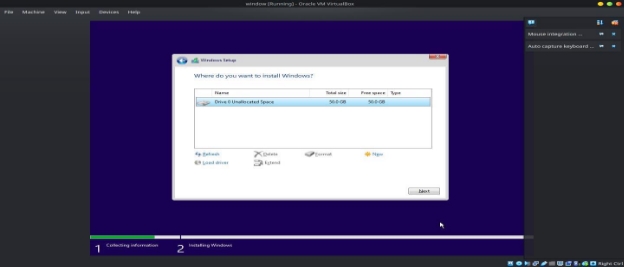 window [Running] - Oracle VM VirtualBox
File Machine View Input Devices Help
Mouse integration ...
Auto capture keyboard ...
Windows Setup
Where do you want to install Windows?
Name Total size Free space Type
Drive 0 Unallocated Space 50.0 GB 50.0 GB
Refresh Delete Format New
Load driver Extend
Next
1 Collecting information 2 Installing Windows
Right Ctrl